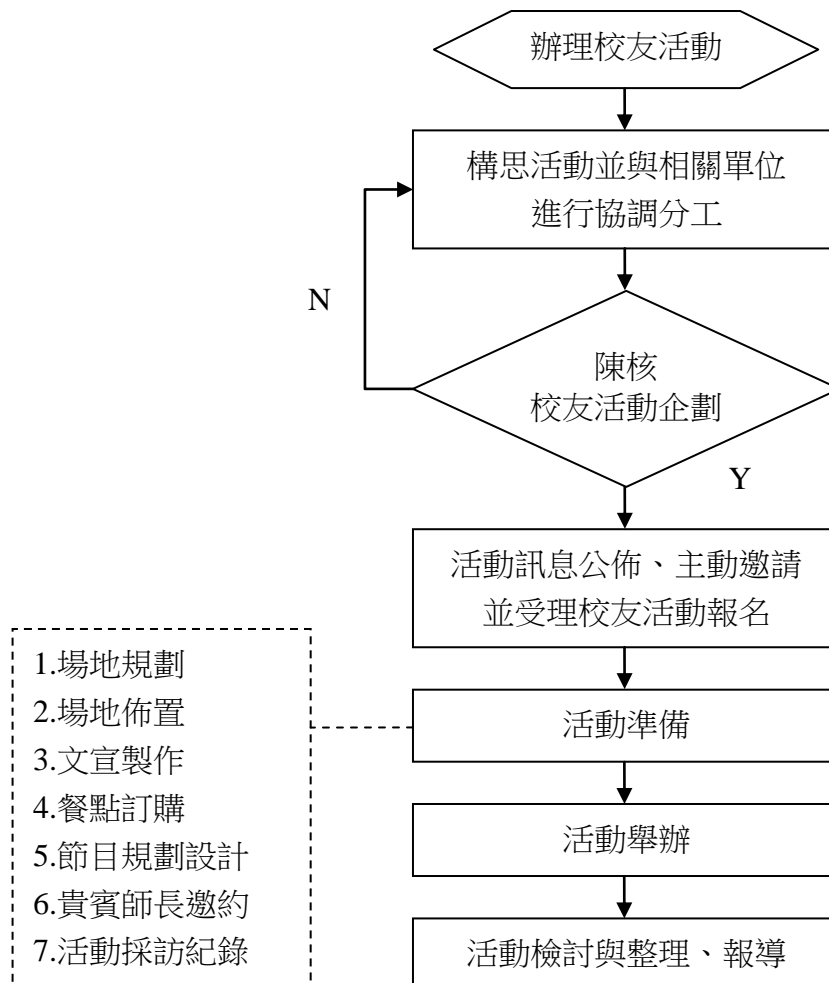 辦理校友活動
構思活動並與相關單位
進行協調分工
N
陳核
校友活動企劃
Y
活動訊息公佈、主動邀請
並受理校友活動報名
1.場地規劃
2.場地佈置
3.文宣製作
4.餐點訂購
5.節目規劃設計
6.貴賓師長邀約
7.活動採訪紀錄
活動準備
活動舉辦
活動檢討與整理、報導